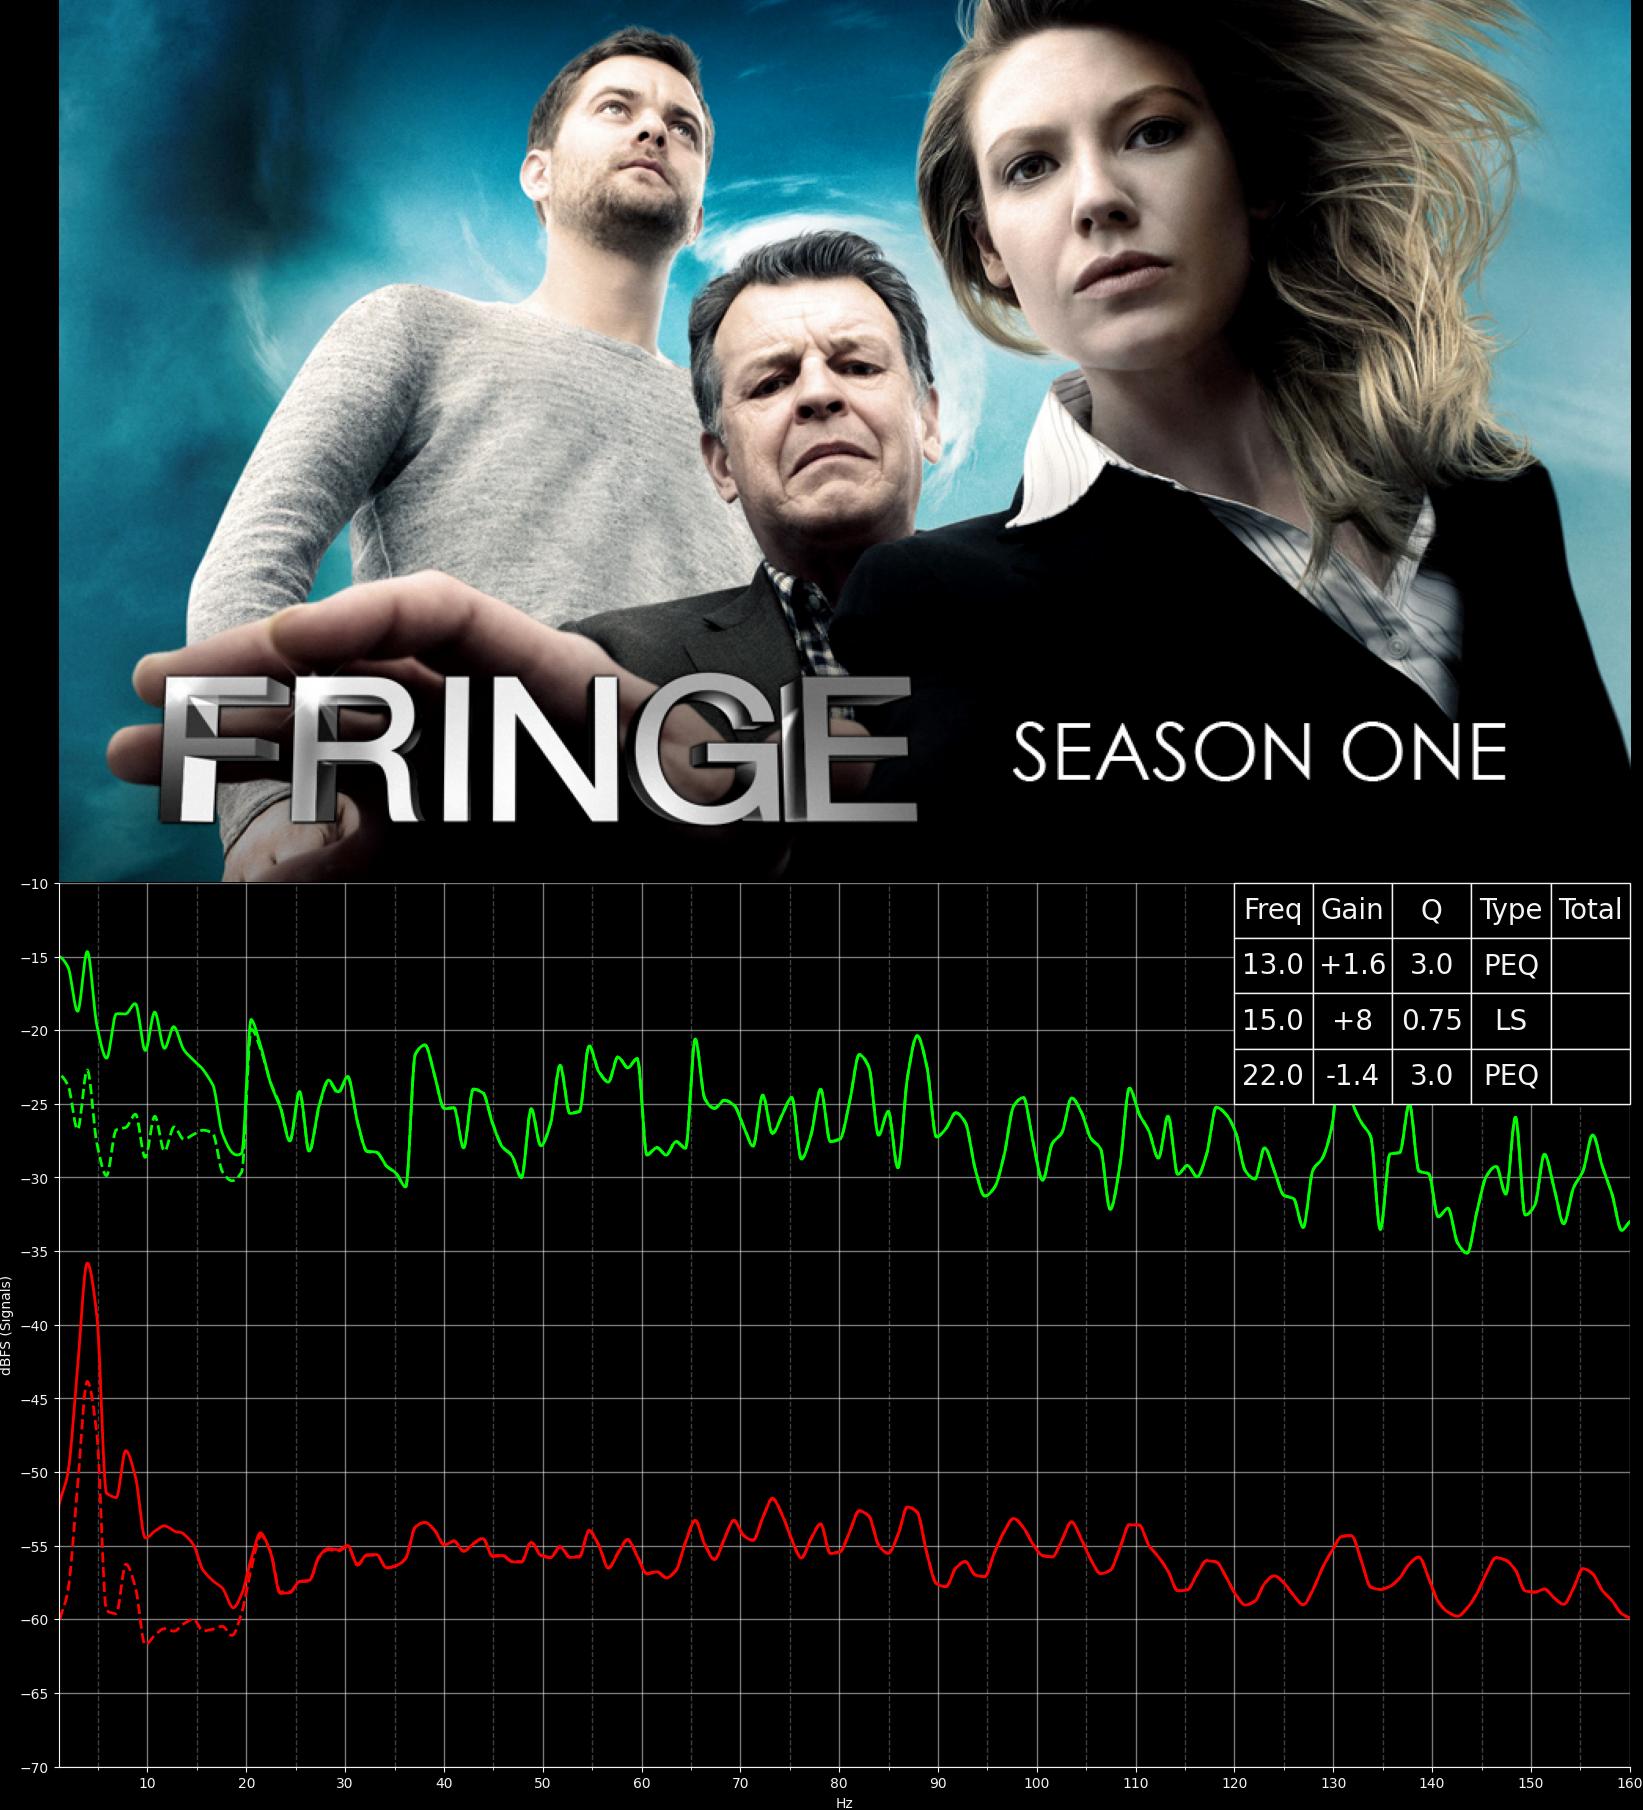 FRINGE SEASON ONE
Freq Gain Q Type Total
13.0 +1.6 3.0 PEQ
15.0 +8 0.75 LS
22.0 -1.4 3.0 PEQ
−10
−15
−20
−25
−30
−35
−40
−45
−50
−55
−60
−65
−70
dBFS (Signals)
10 20 30 40 50 60 70 80 90 100 110 120 130 140 150 160
Hz